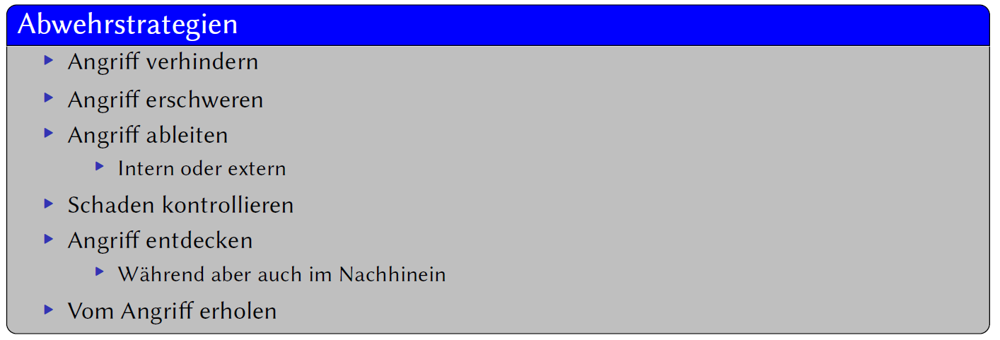 Abwehrstrategien
Angriff verhindern
Angriff erschweren
Angriff ableiten
Intern oder extern
Schaden kontrollieren
Angriff entdecken
Während aber auch im Nachhinein
Vom Angriff erholen